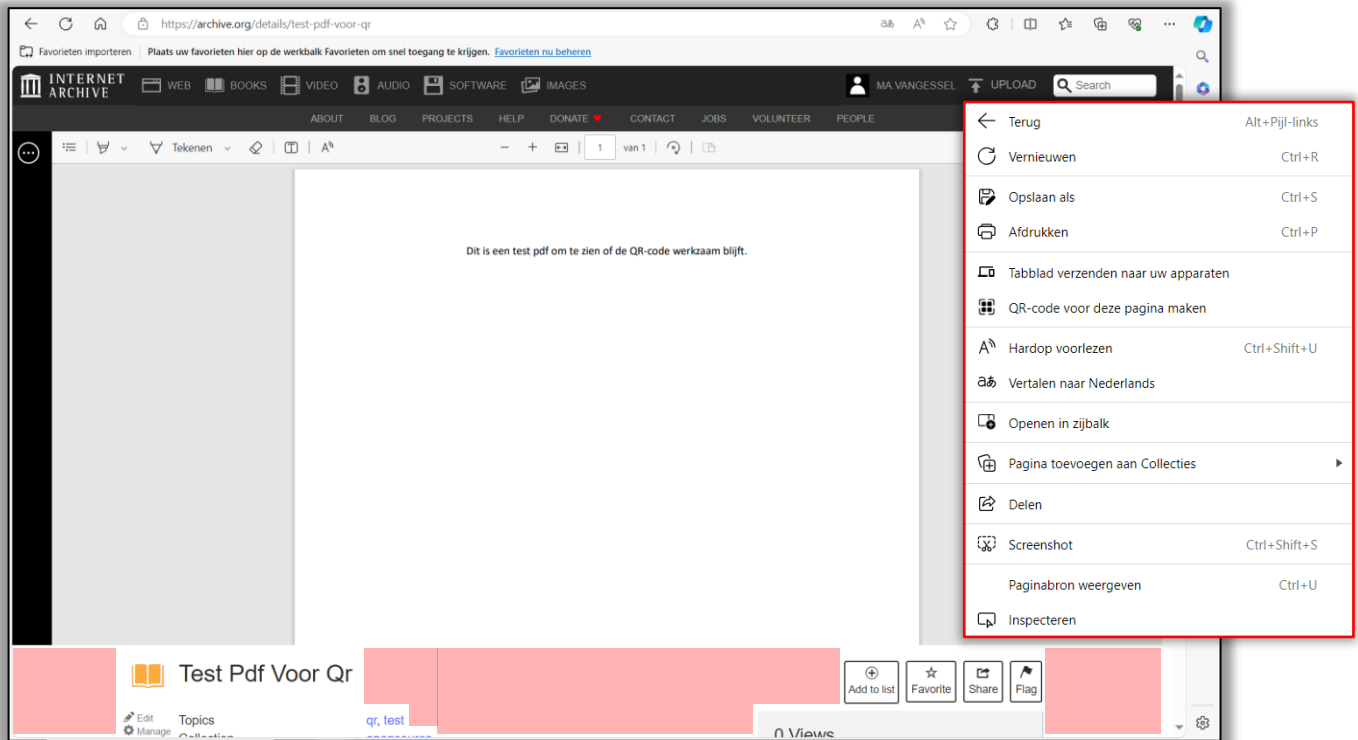 https://archive.org/details/test-pdf-voor-qr
Favorieten importeren Plaats uw favorieten hier op de werkbalk Favorieten om snel toegang te krijgen. Favorieten nu beheren
INTERNET ARCHIVE WEB BOOKS VIDEO AUDIO SOFTWARE IMAGES MA VANGESSEL UPLOAD Search
ABOUT BLOG PROJECTS HELP DONATE CONTACT JOBS VOLUNTEER PEOPLE
Tekenen 1 van 1
Dit is een test pdf om te zien of de QR-code werkzaam blijft.
Terug Alt+Pijl-links
Vernieuwen Ctrl+R
Opslaan als Ctrl+S
Afdrukken Ctrl+P
Tabblad verzenden naar uw apparaten
QR-code voor deze pagina maken
Hardop voorlezen Ctrl+Shift+U
Vertalen naar Nederlands
Openen in zijbalk
Pagina toevoegen aan Collecties
Delen
Screenshot Ctrl+Shift+S
Paginabron weergeven Ctrl+U
Inspecteren
Test Pdf Voor Qr
Add to list Favorite Share Flag
Edit Topics qr, test
Manage Collection
0 Views